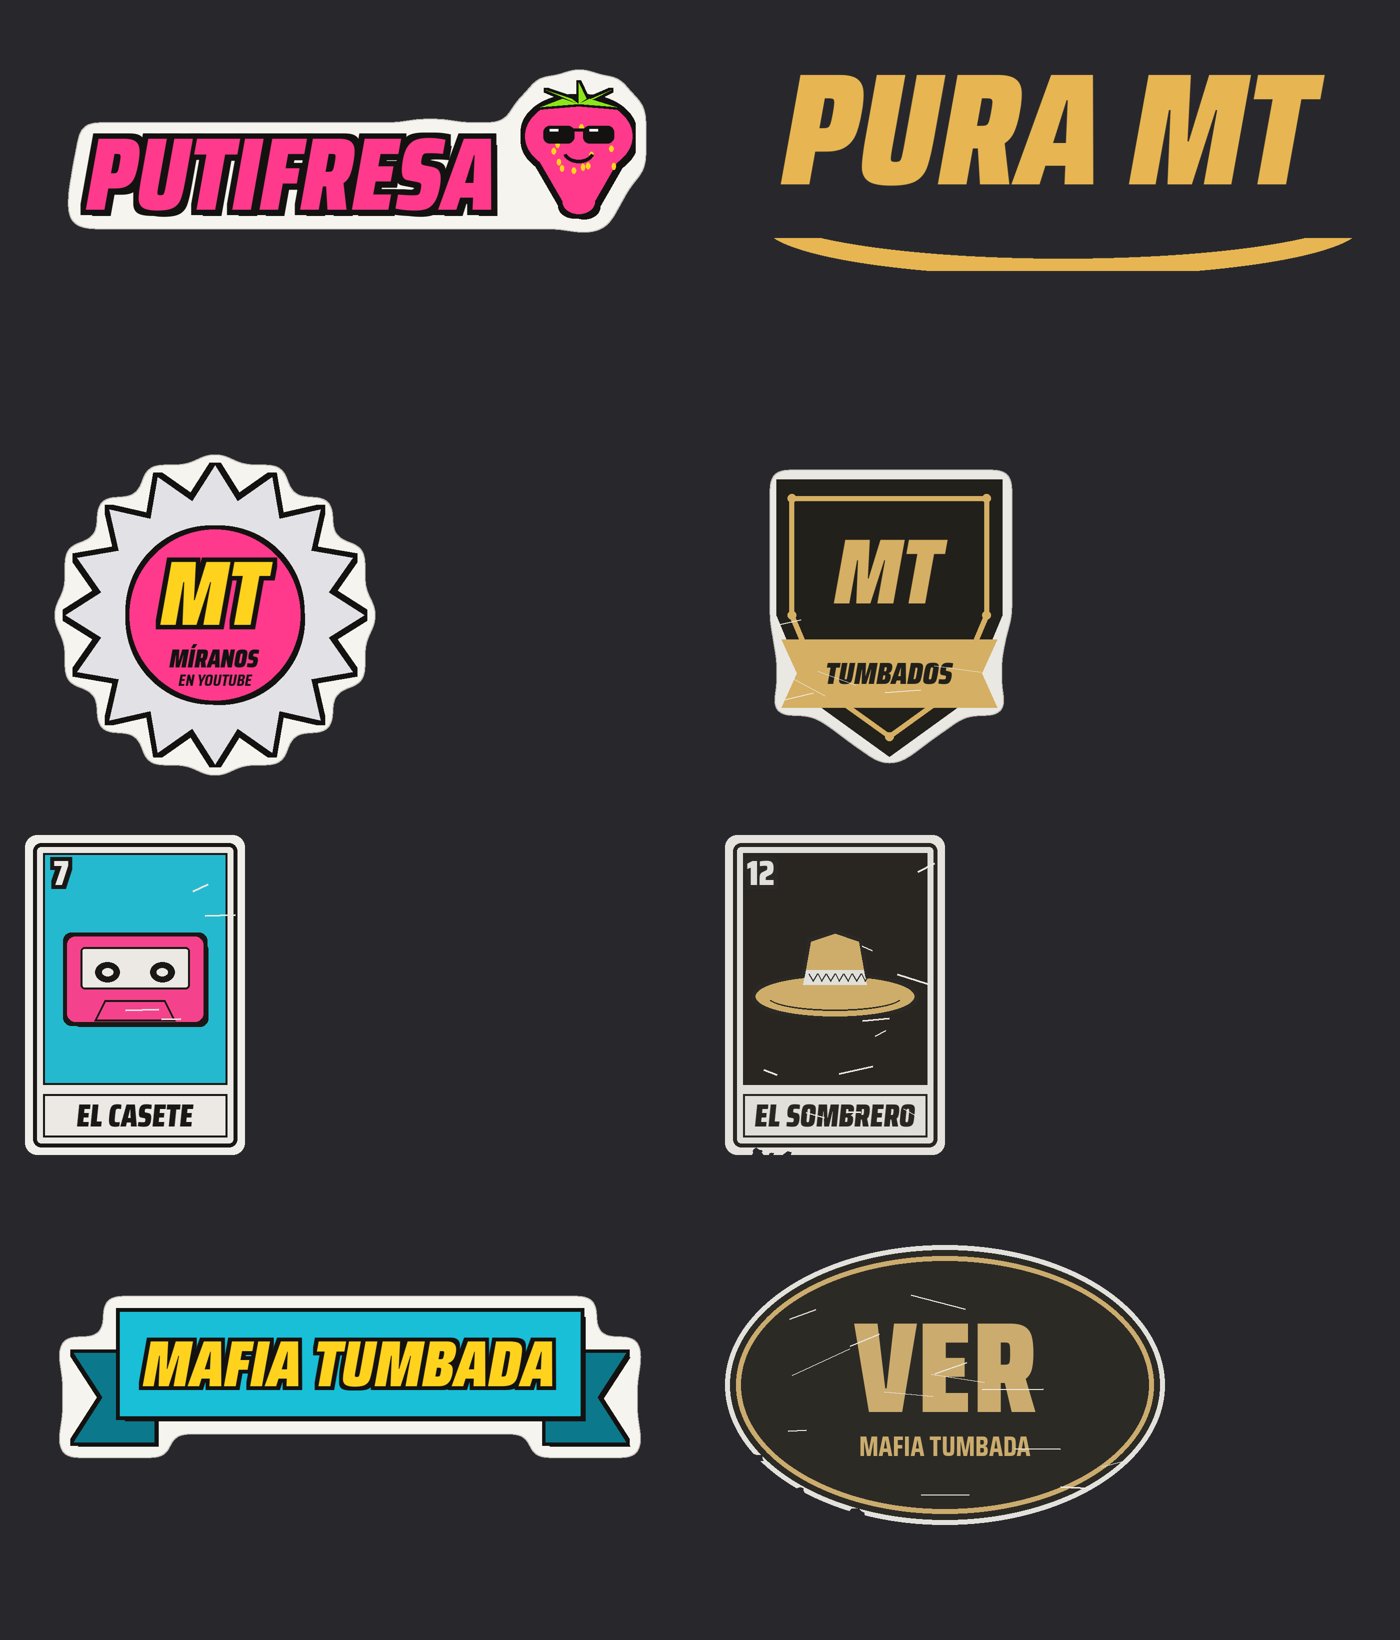 PUTIFRESA
PURA MT
MT
MÍRANOS
EN YOUTUBE
MT
TUMBADOS
7
EL CASETE
12
EL SOMBRERO
MAFIA TUMBADA
VER
MAFIA TUMBADA